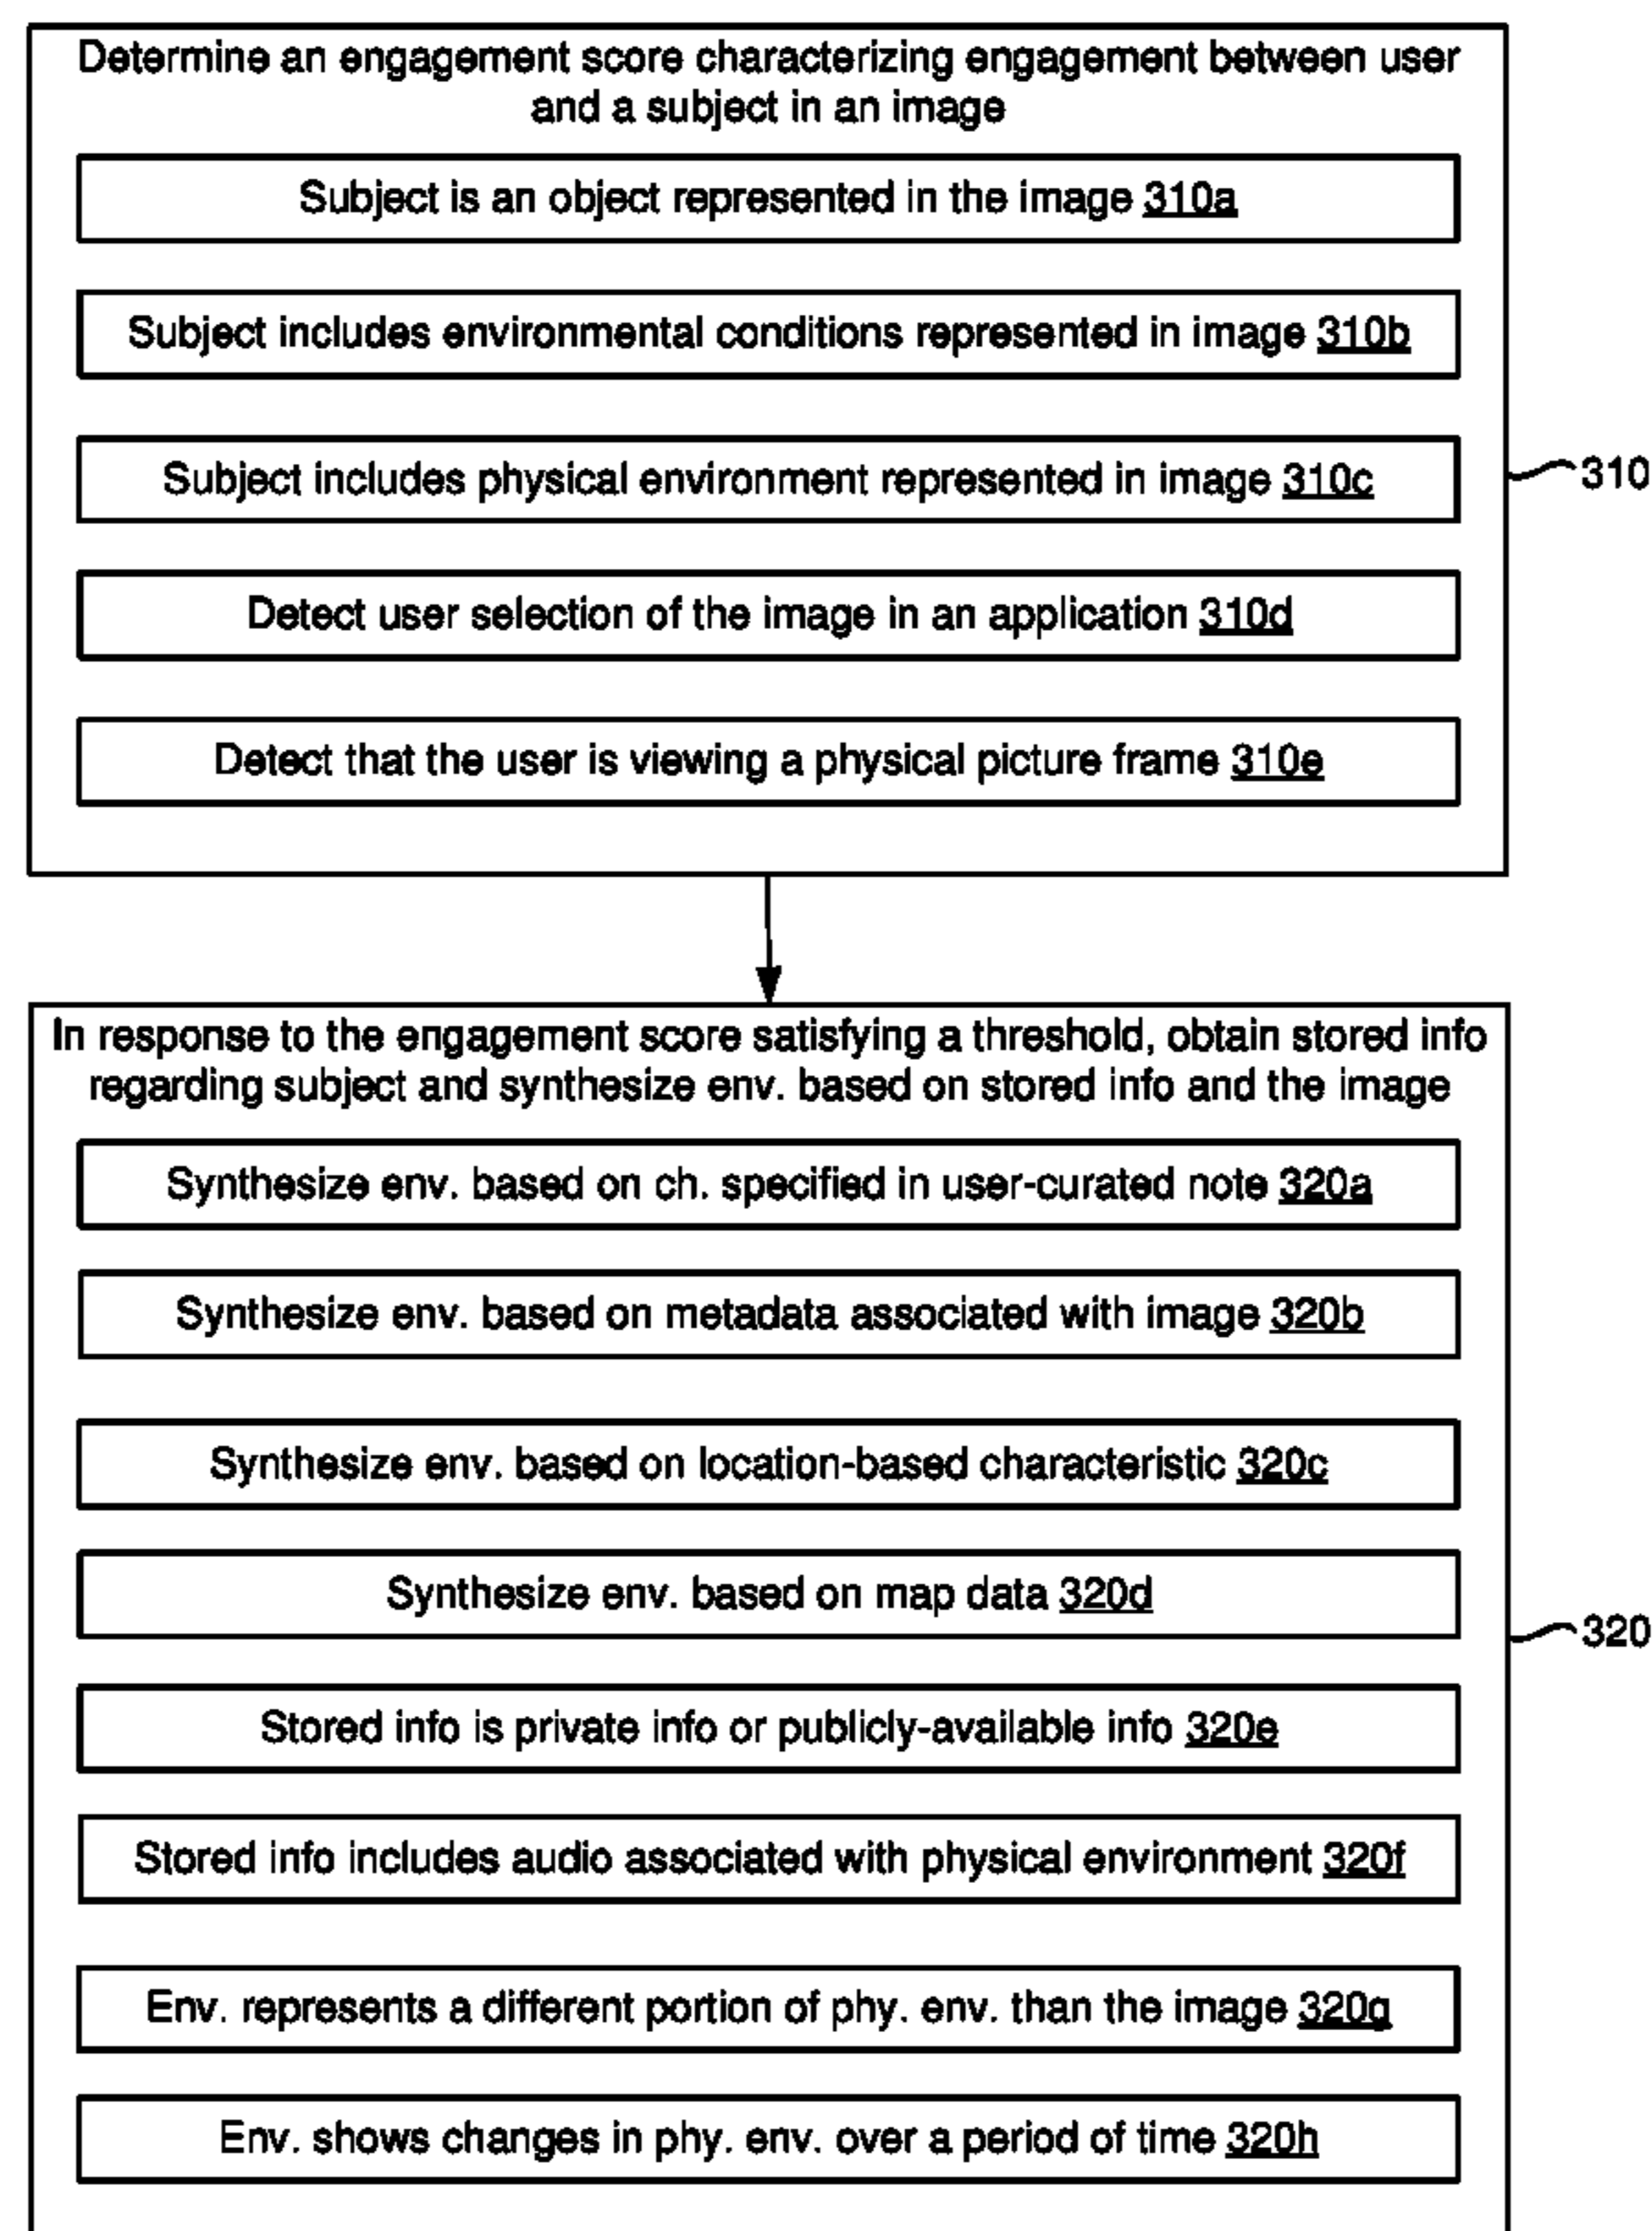 Determine an engagement score characterizing engagement between user
and a subject in an image
Subject is an object represented in the image 310a
Subject includes environmental conditions represented in image 310b
Subject includes physical environment represented in image 310c
310
Detect user selection of the image in an application 310d
Detect that the user is viewing a physical picture frame 310e
In response to the engagement score satisfying a threshold, obtain stored info
regarding subject and synthesize env. based on stored info and the image
Synthesize env. based on ch. specified in user-curated note 320a
Synthesize env. based on metadata associated with image 320b
Synthesize env. based on location-based characteristic 320c
Synthesize env. based on map data 320d
320
Stored info is private info or publicly-available info 320e
Stored info includes audio associated with physical environment 320f
Env. represents a different portion of phy. env. than the image 320g
Env. shows changes in phy. env. over a period of time 320h